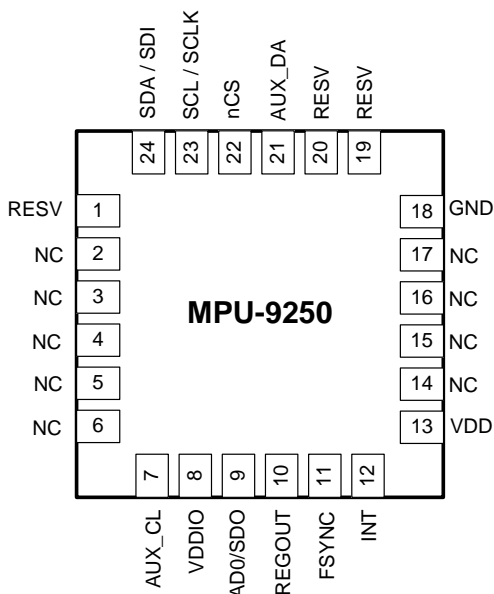 SDA / SDI
SCL / SCLK
nCS
AUX_DA
RESV
RESV
24
23
22
21
20
19
RESV 1
18 GND
NC 2
17 NC
NC 3
16 NC
MPU-9250
NC 4
15 NC
NC 5
14 NC
NC 6
13 VDD
7
8
9
10
11
12
AUX_CL
VDDIO
AD0/SDO
REGOUT
FSYNC
INT